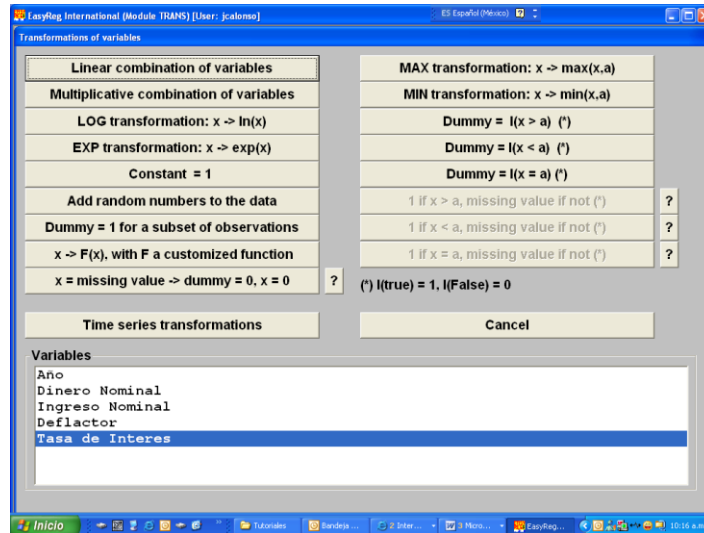 EasyReg International (Module TRANS) [User: jcalonso]
ES Español (México)
Transformations of variables
Linear combination of variables
MAX transformation: x -> max(x,a)
Multiplicative combination of variables
MIN transformation: x -> min(x,a)
LOG transformation: x -> ln(x)
Dummy = I(x > a) (*)
EXP transformation: x -> exp(x)
Dummy = I(x < a) (*)
Constant = 1
Dummy = I(x = a) (*)
Add random numbers to the data
1 if x > a, missing value if not (*)
?
Dummy = 1 for a subset of observations
1 if x < a, missing value if not (*)
?
x -> F(x), with F a customized function
1 if x = a, missing value if not (*)
?
x = missing value -> dummy = 0, x = 0
?
(*) I(true) = 1, I(False) = 0
Time series transformations
Cancel
Variables
Año
Dinero Nominal
Ingreso Nominal
Deflactor
Tasa de Interes
Inicio
Tutoriales
Bandeja ...
2 Inter...
3 Micro...
EasyReg...
10:16 a.m.